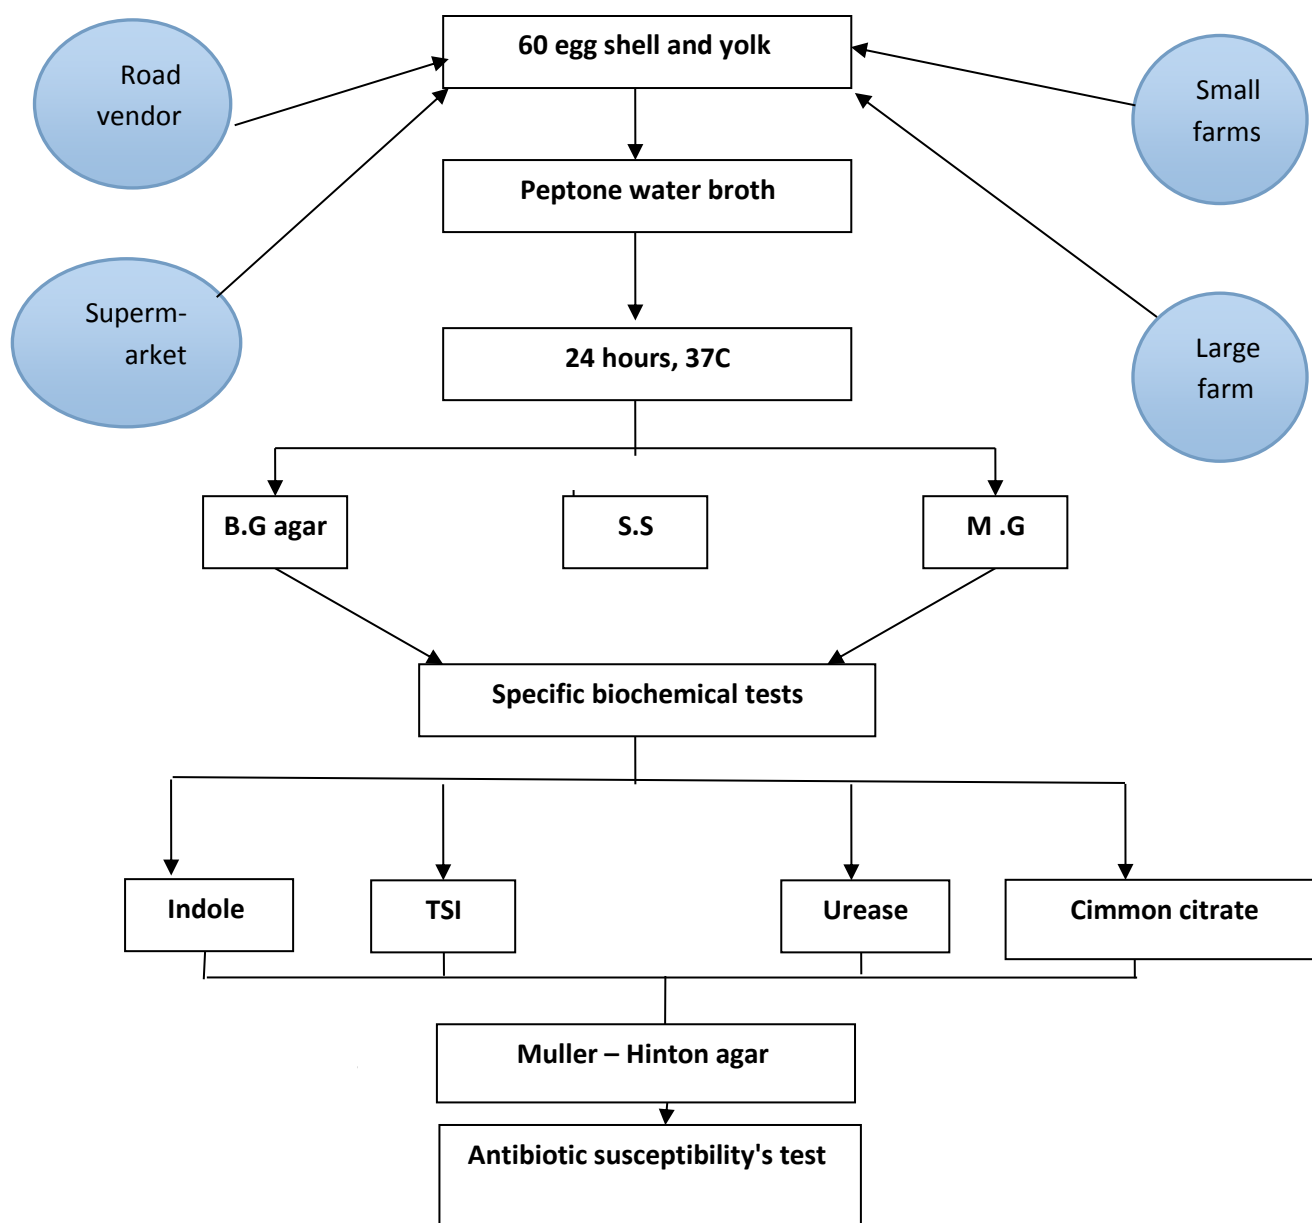 60 egg shell and yolk
Road
vendor
Small
farms
Peptone water broth
Superm-
arket
24 hours, 37C
Large
farm
B.G agar
S.S
M .G
Specific biochemical tests
Indole
TSI
Urease
Cimmon citrate
Muller – Hinton agar
Antibiotic susceptibility's test